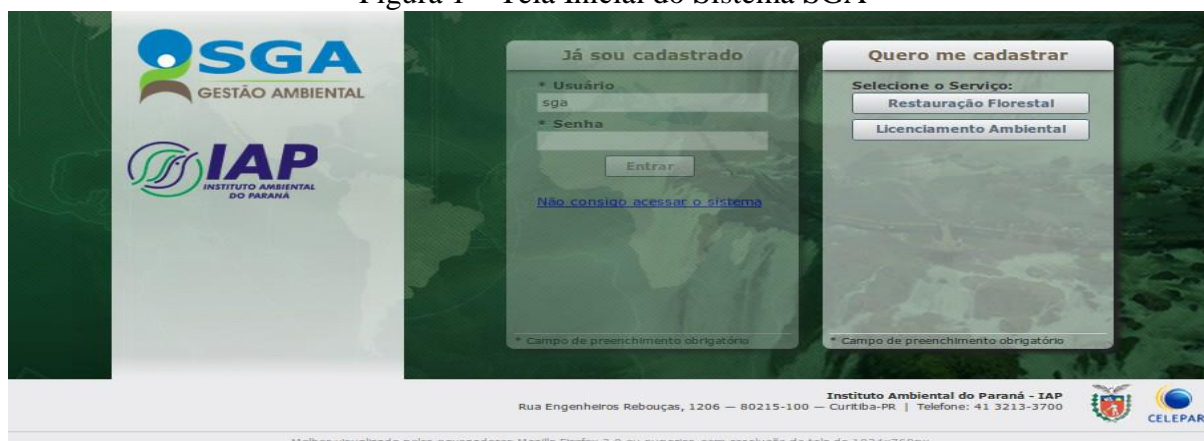 Figura 1 – Tela Inicial do Sistema SGA
SGA
GESTÃO AMBIENTAL
IAP
INSTITUTO AMBIENTAL
DO PARANÁ
Já sou cadastrado
* Usuário
sga
* Senha
Entrar
Não consigo acessar o sistema
* Campo de preenchimento obrigatório
Quero me cadastrar
Selecione o Serviço:
Restauração Florestal
Licenciamento Ambiental
* Campo de preenchimento obrigatório
Instituto Ambiental do Paraná - IAP
Rua Engenheiros Rebouças, 1206 — 80215-100 — Curitiba-PR | Telefone: 41 3213-3700
CELEPAR